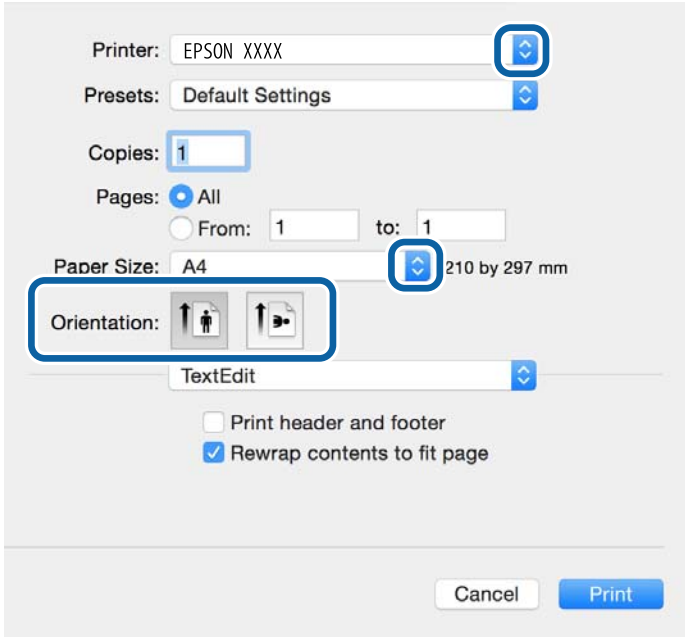 Printer: EPSON XXXX
Presets: Default Settings
Copies: 1
Pages: All
From: 1 to: 1
Paper Size: A4 210 by 297 mm
Orientation:
TextEdit
Print header and footer
Rewrap contents to fit page
Cancel Print